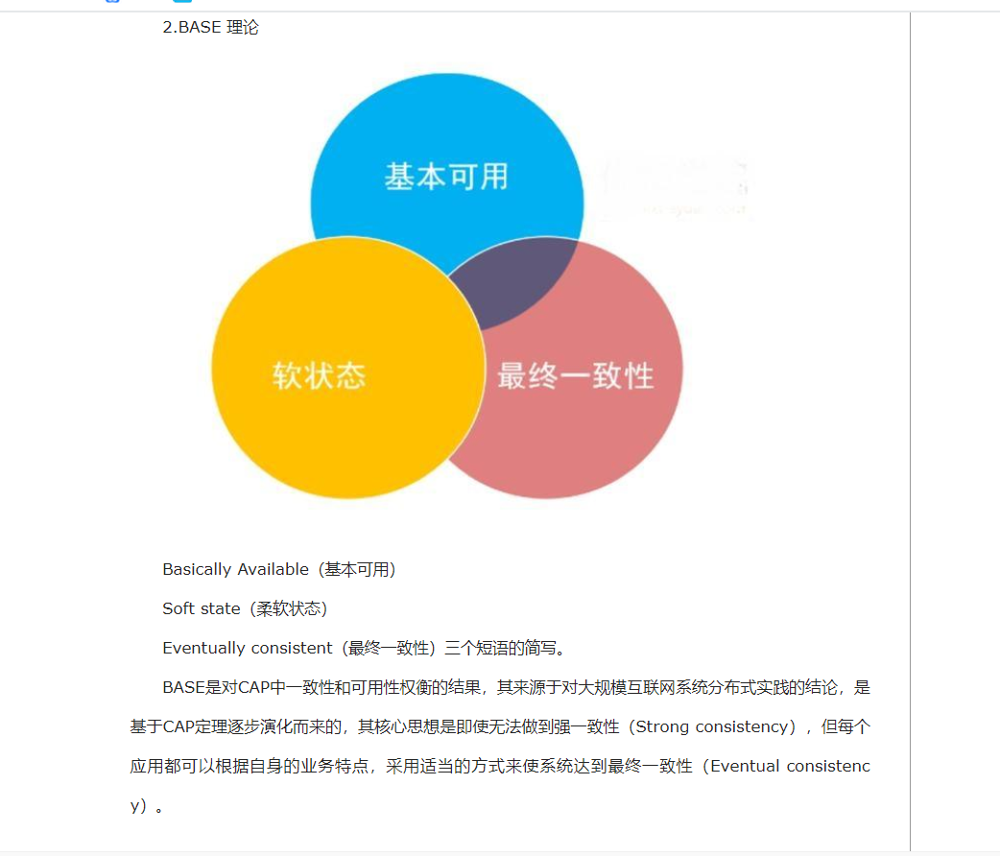 2.BASE 理论
基本可用
软状态
最终一致性
Basically Available（基本可用）
Soft state（柔软状态）
Eventually consistent（最终一致性）三个短语的简写。
BASE是对CAP中一致性和可用性权衡的结果，其来源于对大规模互联网系统分布式实践的结论，是
基于CAP定理逐步演化而来的，其核心思想是即使无法做到强一致性（Strong consistency），但每个
应用都可以根据自身的业务特点，采用适当的方式来使系统达到最终一致性（Eventual consistenc
y）。